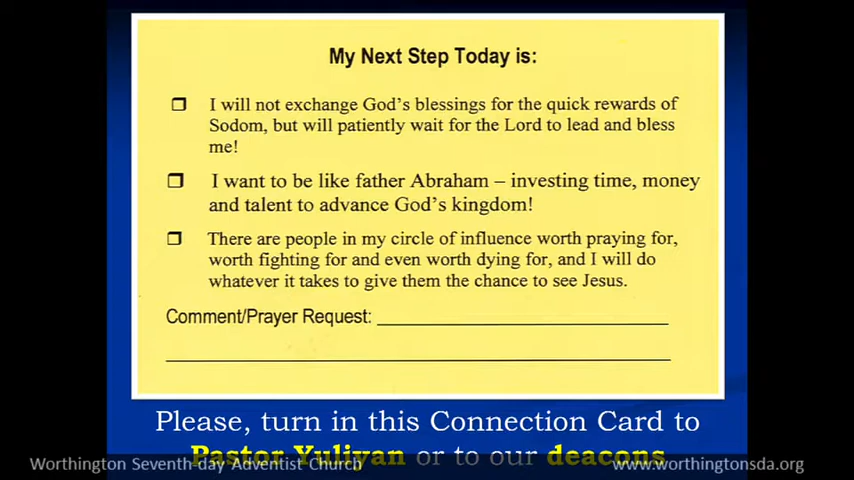 My Next Step Today is:
I will not exchange God's blessings for the quick rewards of
Sodom, but will patiently wait for the Lord to lead and bless
me!
I want to be like father Abraham – investing time, money
and talent to advance God's kingdom!
There are people in my circle of influence worth praying for,
worth fighting for and even worth dying for, and I will do
whatever it takes to give them the chance to see Jesus.
Comment/Prayer Request:
Please, turn in this Connection Card to
Pastor Yuliyan or to our deacons
Worthington Seventh-day Adventist Church
www.worthingtonsda.org